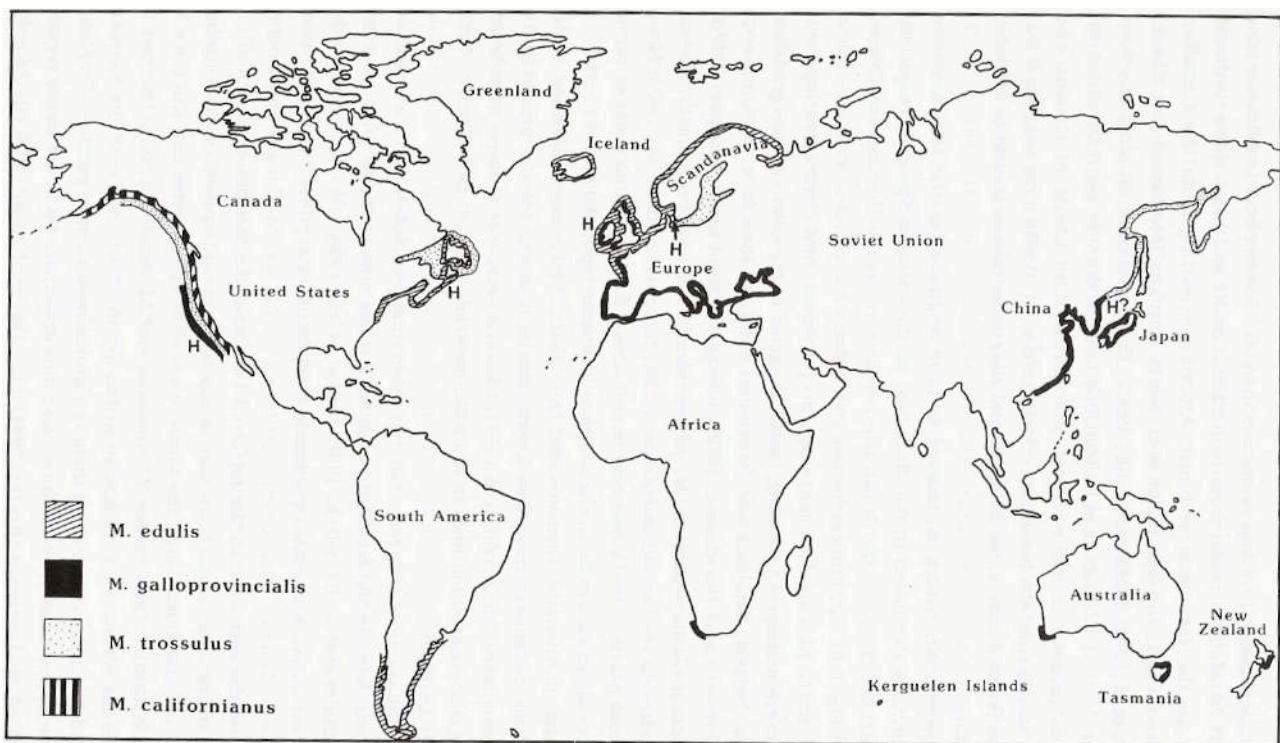 Greenland
Iceland
Scandanavia
Canada
H
H
Soviet Union
Europe
United States
H
China
H?
Japan
H
Africa
South America
Australia
New
Zealand
Kerguelen Islands
Tasmania
M. edulis
M. galloprovincialis
M. trossulus
M. californianus